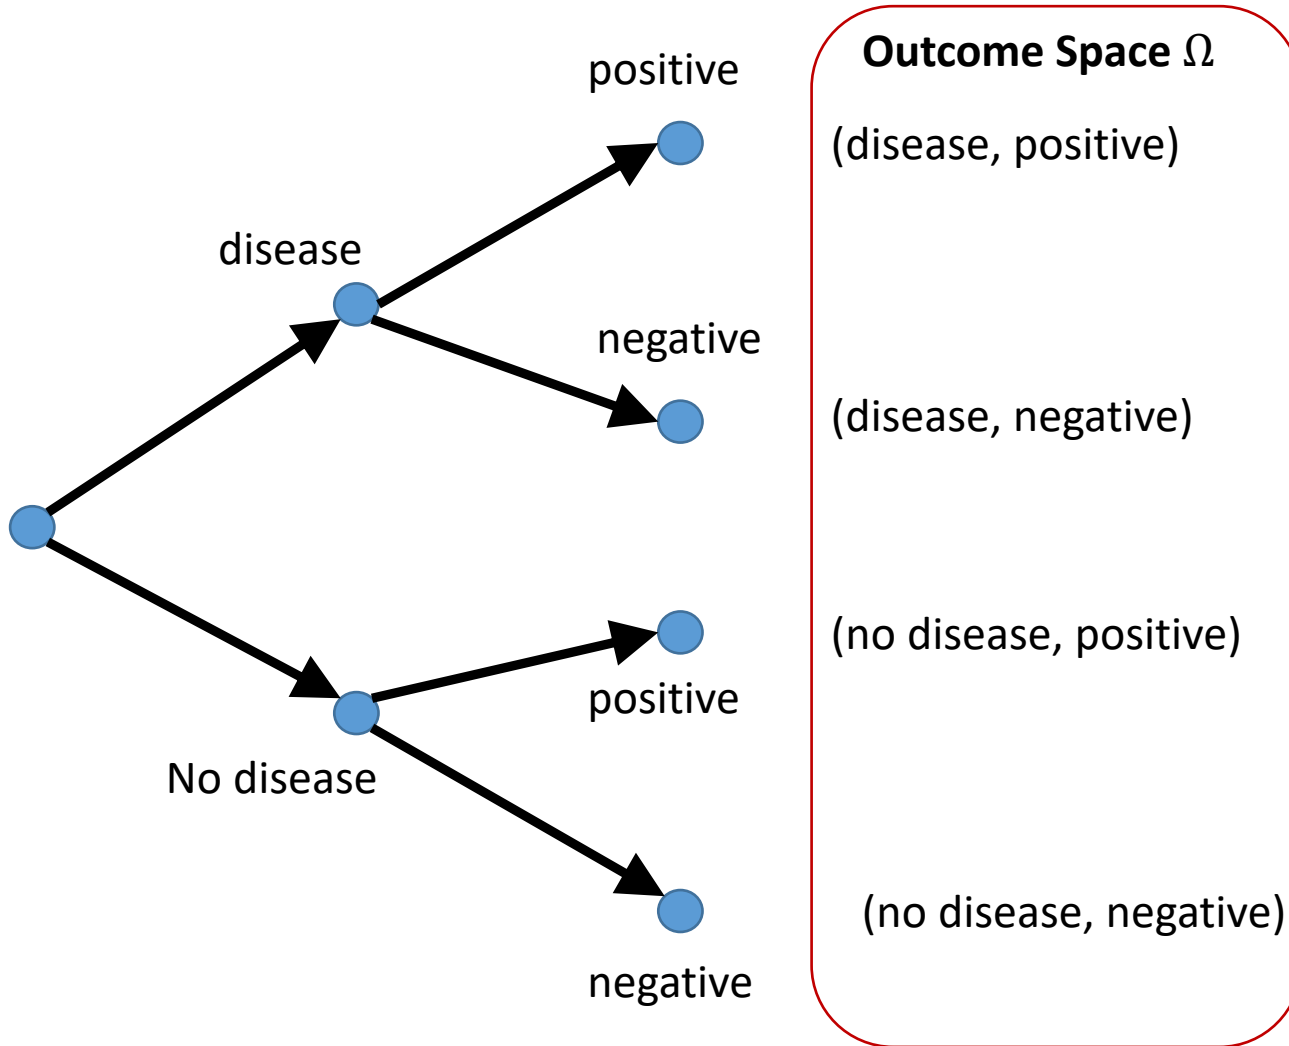 Outcome Space Ω
positive
(disease, positive)
disease
negative
(disease, negative)
(no disease, positive)
positive
No disease
(no disease, negative)
negative